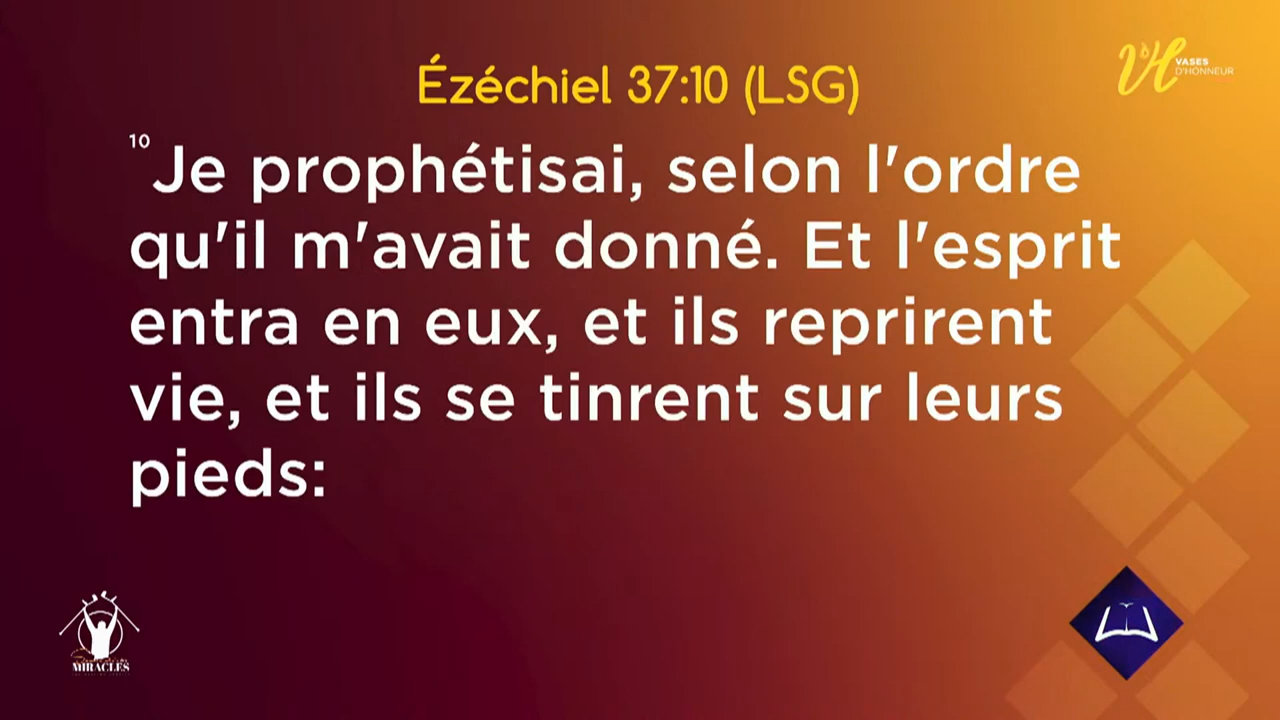 Ézéchiel 37:10 (LSG)
VASES
D'HONNEUR
10 Je prophétisai, selon l'ordre
qu'il m'avait donné. Et l'esprit
entra en eux, et ils reprirent
vie, et ils se tinrent sur leurs
pieds:
MIRACLES